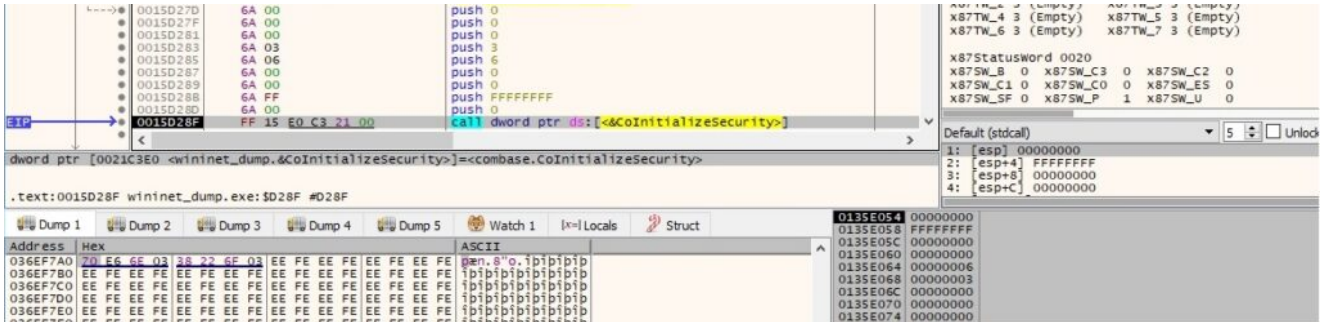 0015D27D 6A 00 push 0
0015D27F 6A 00 push 0
0015D281 6A 00 push 0
0015D283 6A 03 push 3
0015D285 6A 06 push 6
0015D287 6A 00 push 0
0015D289 6A 00 push 0
0015D28B 6A FF push FFFFFFFF
0015D28D 6A 00 push 0
EIP 0015D28F FF 15 E0 C3 21 00 call dword ptr ds:[<&CoInitializeSecurity>]
dword ptr [0021C3E0 <wininet_dump.&CoInitializeSecurity>]=<combase.CoInitializeSecurity>
.text:0015D28F wininet_dump.exe:$D28F #D28F
x87TW_4 3 (Empty) x87TW_5 3 (Empty)
x87TW_6 3 (Empty) x87TW_7 3 (Empty)
x87StatusWord 0020
x87SW_B 0 x87SW_C3 0 x87SW_C2 0
x87SW_C1 0 x87SW_C0 0 x87SW_ES 0
x87SW_SF 0 x87SW_P 1 x87SW_U 0
Default (stdcall) 5 Unlock
1: [esp] 00000000
2: [esp+4] FFFFFFFF
3: [esp+8] 00000000
4: [esp+C] 00000000
Dump 1 Dump 2 Dump 3 Dump 4 Dump 5 Watch 1 [x=] Locals Struct
Address Hex ASCII
036EF7A0 70 E6 6E 03 38 22 6F 03 EE FE EE FE EE FE EE FE pæn.8"o.îþîþîþîþ
036EF7B0 EE FE EE FE EE FE EE FE EE FE EE FE EE FE EE FE îþîþîþîþîþîþîþîþ
036EF7C0 EE FE EE FE EE FE EE FE EE FE EE FE EE FE EE FE îþîþîþîþîþîþîþîþ
036EF7D0 EE FE EE FE EE FE EE FE EE FE EE FE EE FE EE FE îþîþîþîþîþîþîþîþ
036EF7E0 EE FE EE FE EE FE EE FE EE FE EE FE EE FE EE FE îþîþîþîþîþîþîþîþ
0135E054 00000000
0135E058 FFFFFFFF
0135E05C 00000000
0135E060 00000000
0135E064 00000006
0135E068 00000003
0135E06C 00000000
0135E070 00000000
0135E074 00000000